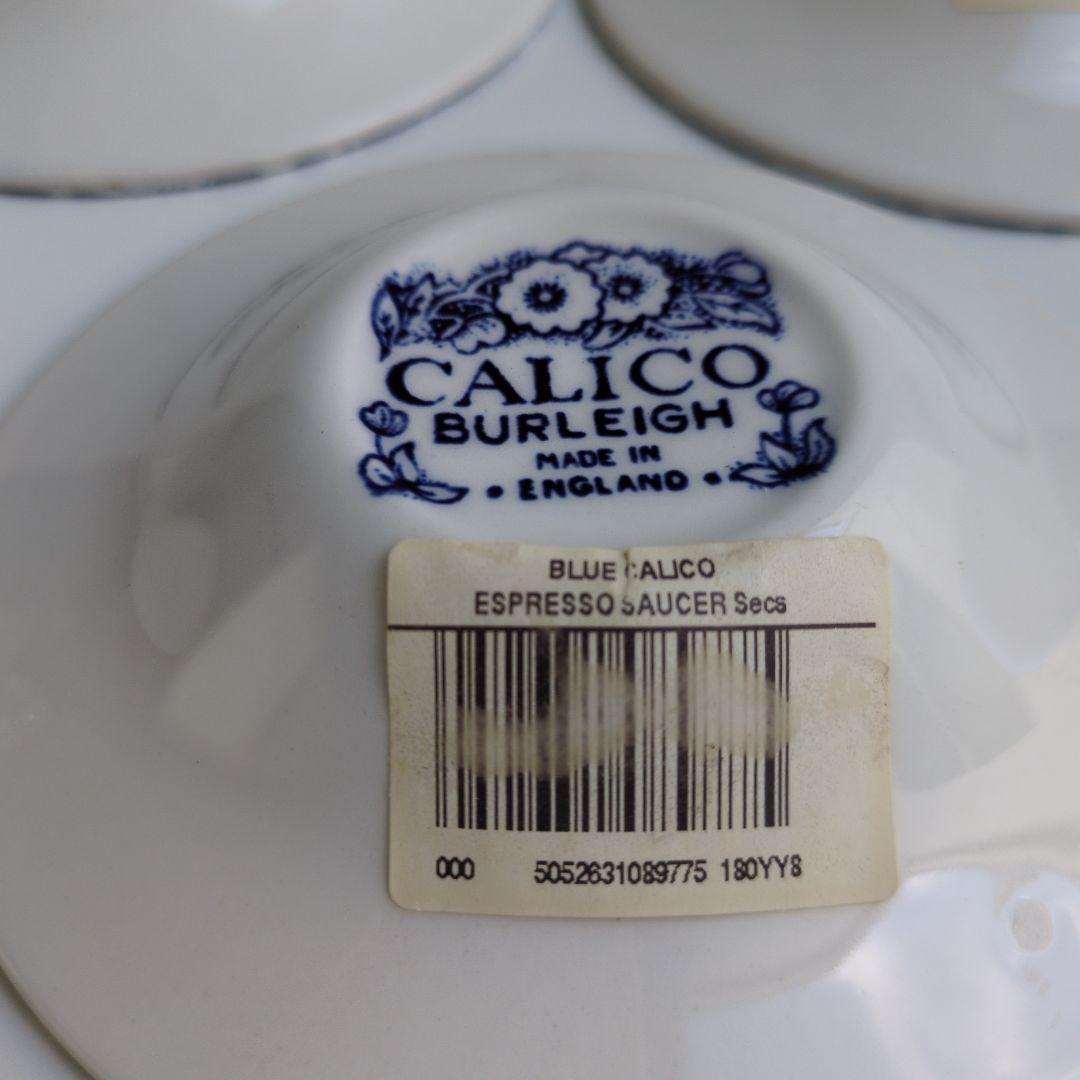 CALICO
BURLEIGH
MADE IN
• ENGLAND •
BLUE CALICO
ESPRESSO SAUCER Secs
000 5052631089775 180YY8